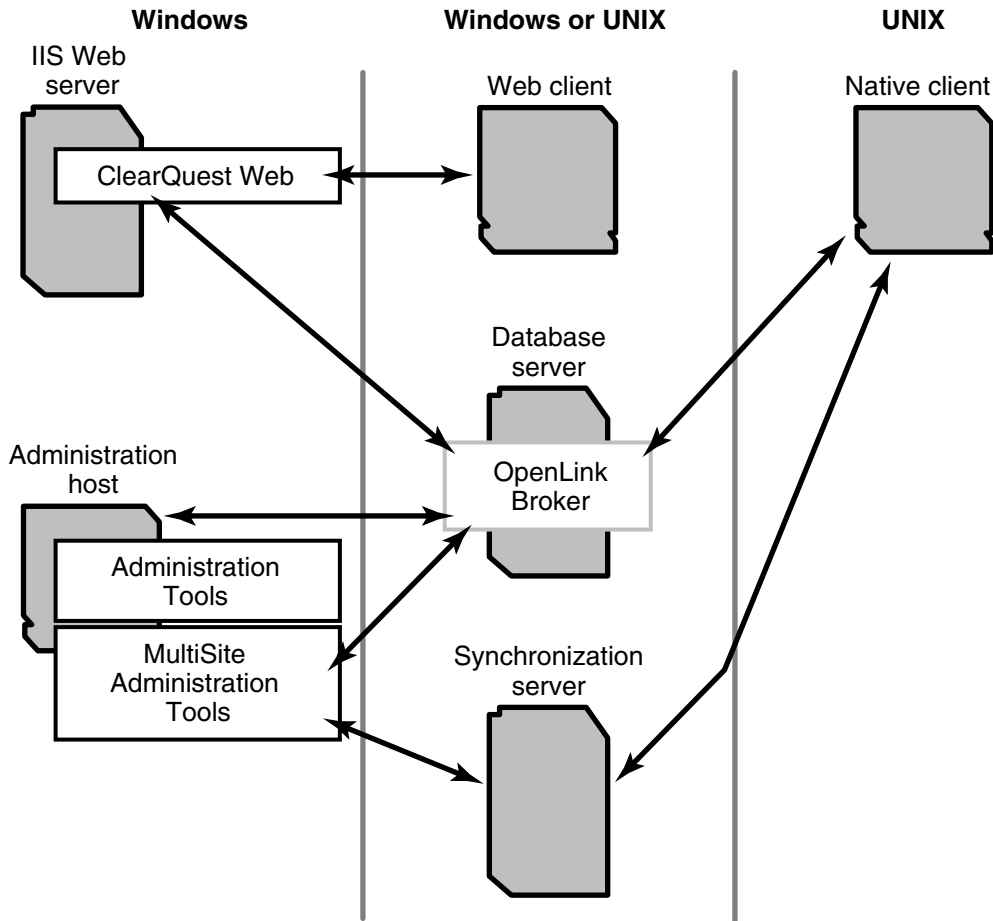 Windows
Windows or UNIX
UNIX
IIS Web
server
Web client
Native client
ClearQuest Web
Database
server
OpenLink
Broker
Administration
host
Administration
Tools
MultiSite
Administration
Tools
Synchronization
server